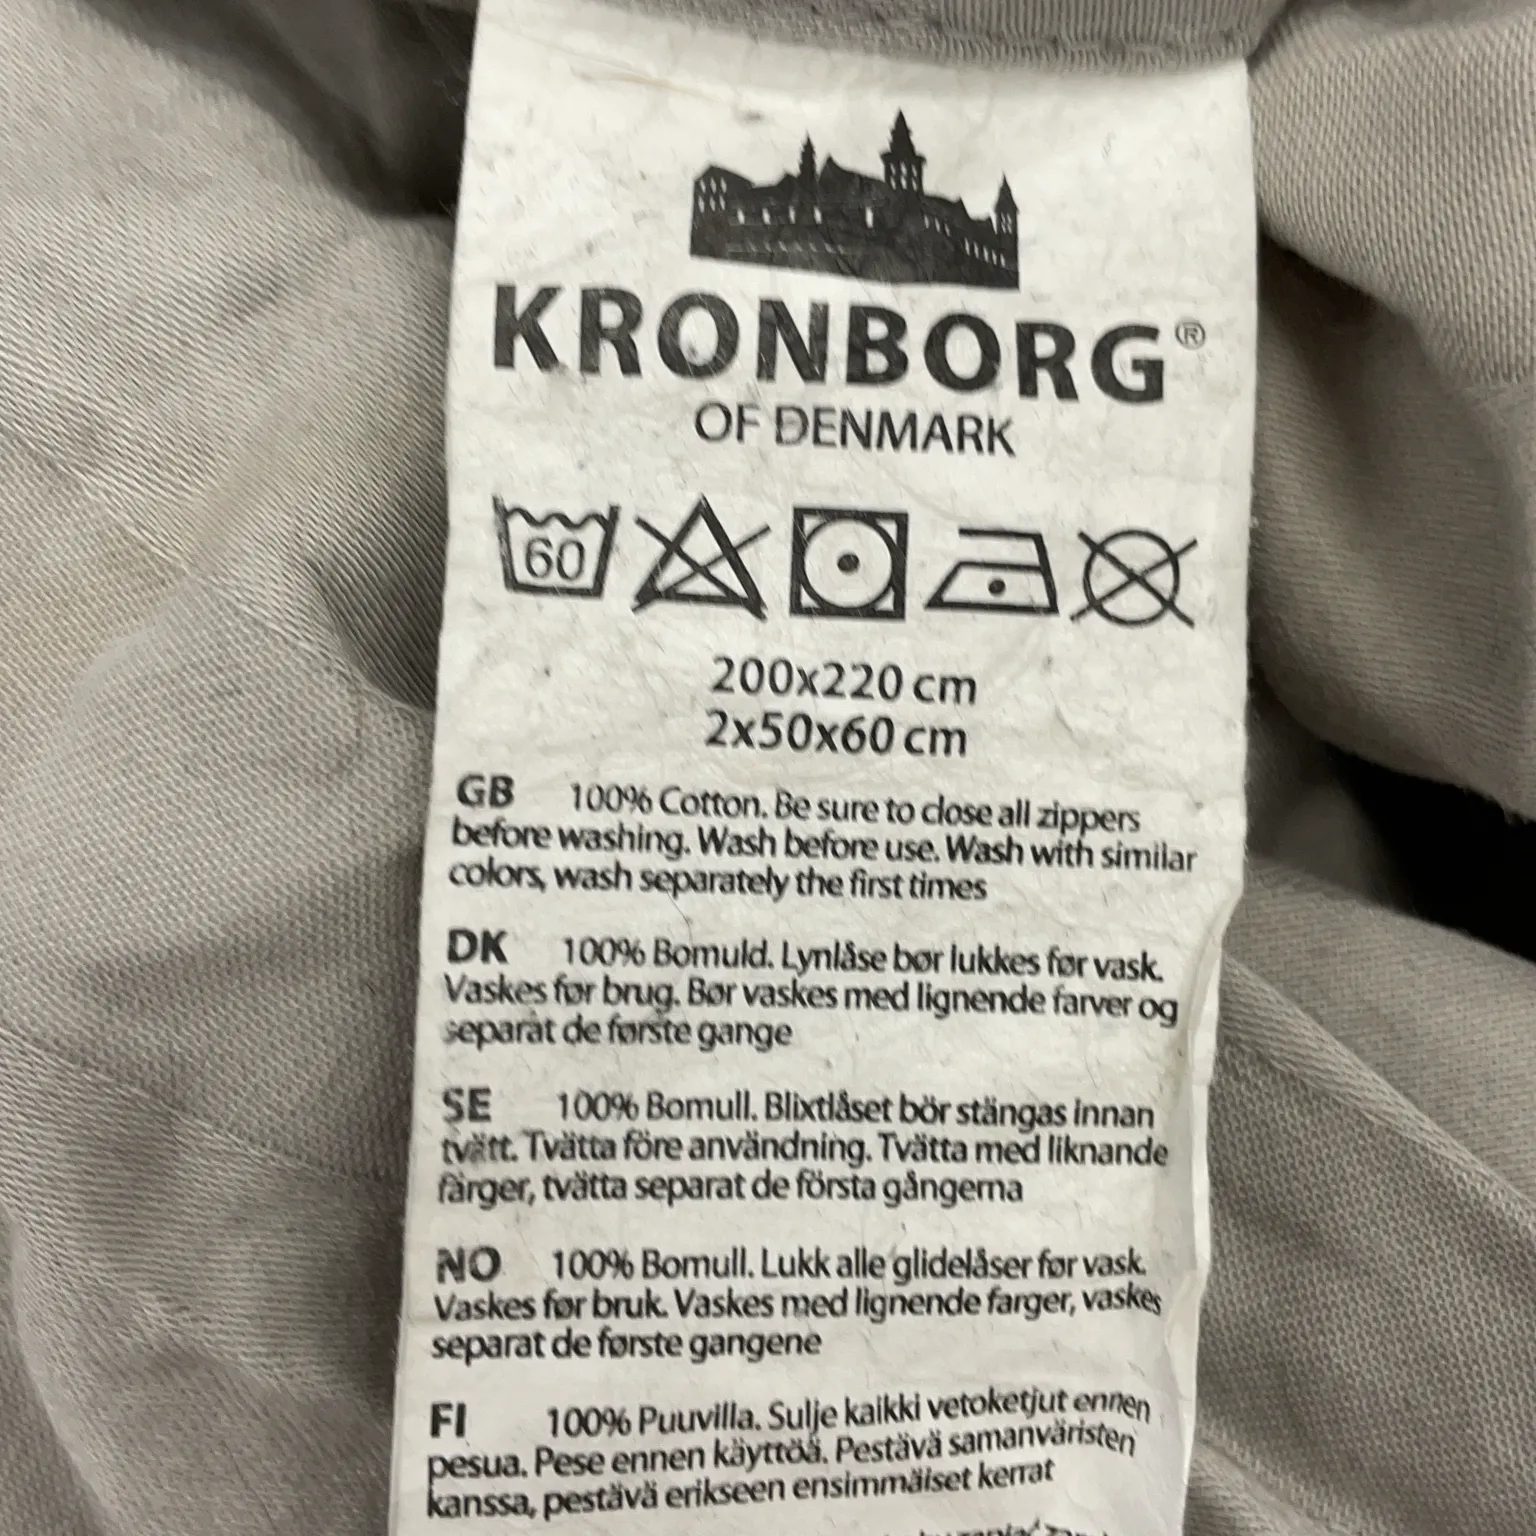 KRONBORG®
OF DENMARK
60
200x220 cm
2x50x60 cm
GB 100% Cotton. Be sure to close all zippers
before washing. Wash before use. Wash with similar
colors, wash separately the first times
DK 100% Bomuld. Lynlåse bør lukkes før vask.
Vaskes før brug. Bør vaskes med lignende farver og
separat de første gange
SE 100% Bomull. Blixtlåset bör stängas innan
tvätt. Tvätta före användning. Tvätta med liknande
färger, tvätta separat de första gångerna
NO 100% Bomull. Lukk alle glidelåser før vask.
Vaskes før bruk. Vaskes med lignende farger, vaskes
separat de første gangene
FI 100% Puuvilla. Sulje kaikki vetoketjut ennen
pesua. Pese ennen käyttöä. Pestävä samanväristen
kanssa, pestävä erikseen ensimmäiset kerrat